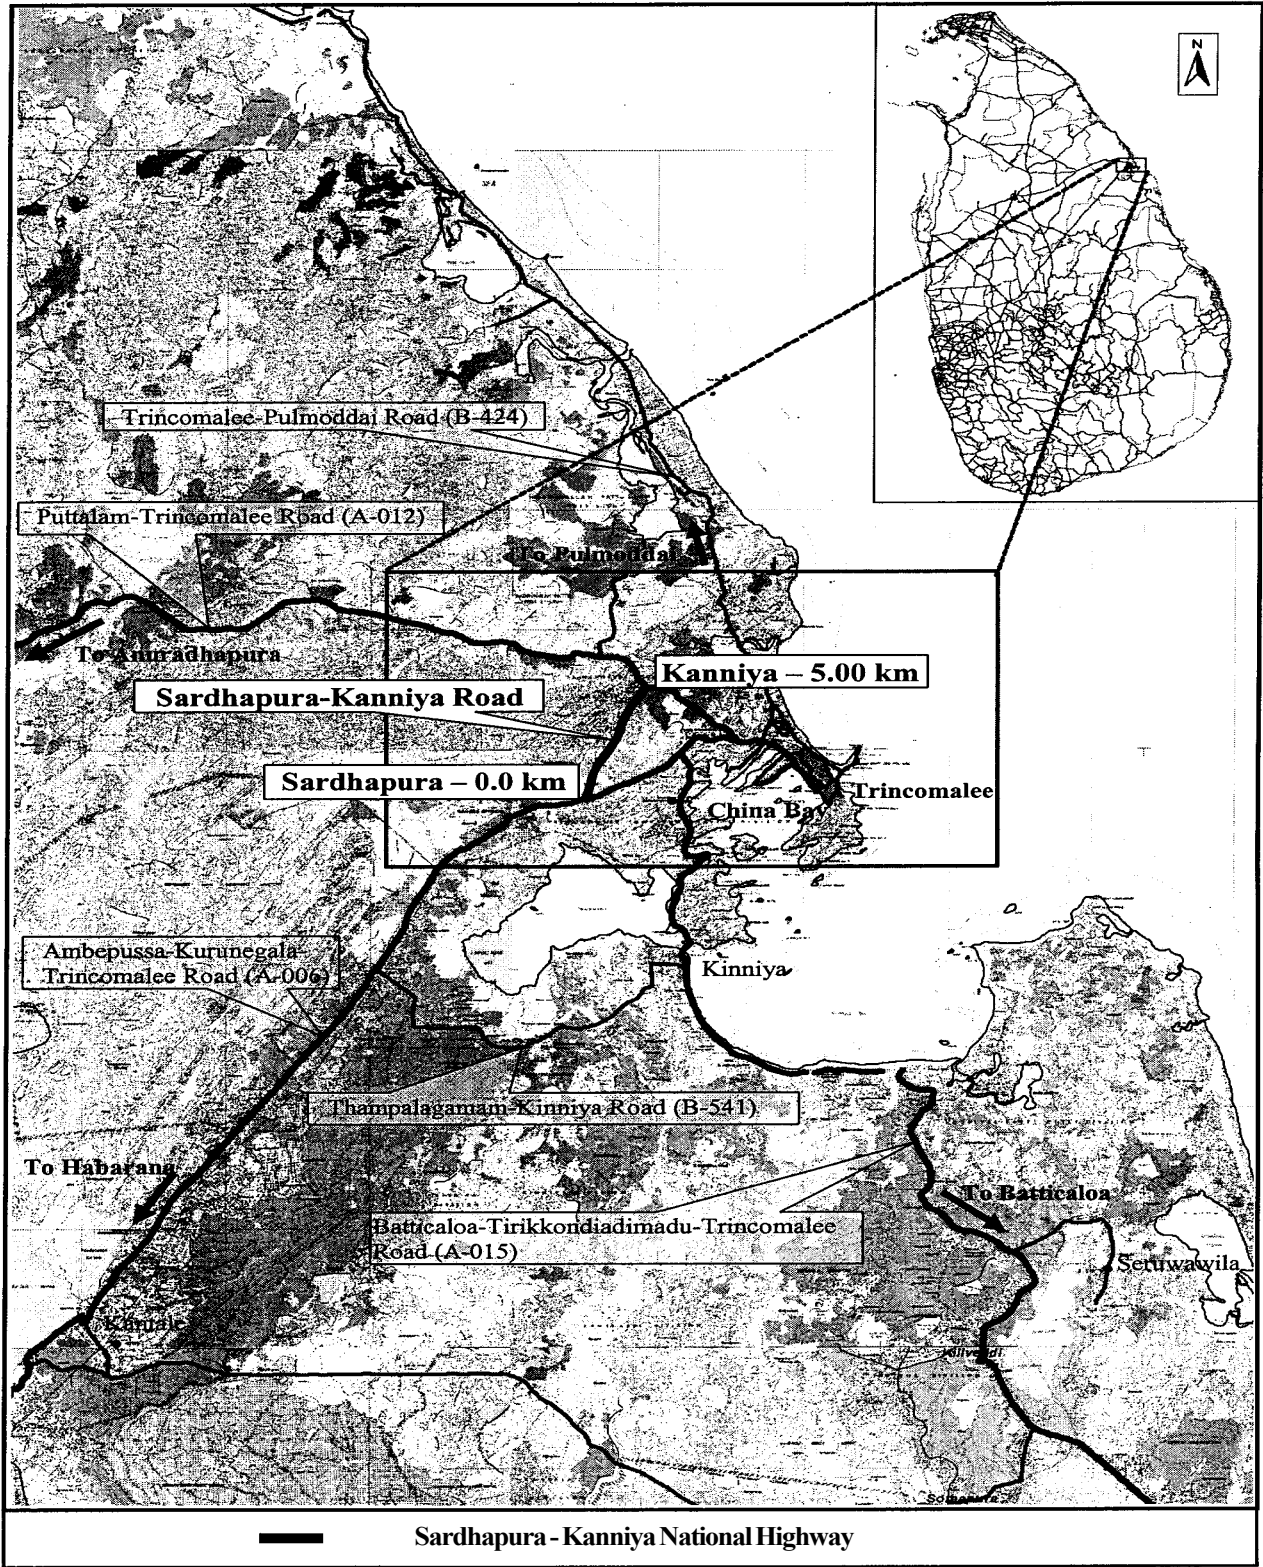 N
Trincomalee-Pulmoddai Road (B-424)
Puttalam-Trincomalee Road (A-012)
To Pulmoddai
To Anuradhapura
Kanniya – 5.00 km
Sardhapura-Kanniya Road
Sardhapura – 0.0 km
Trincomalee
China Bay
Ambepussa-Kurunegala-
Trincomalee Road (A-006)
Kinniya
Thampalagamam-Kinniya Road (B-541)
To Habarana
To Batticaloa
Batticaloa-Tirikkondiadimadu-Trincomalee
Road (A-015)
Seruwawila
Kantale
Sardhapura - Kanniya National Highway